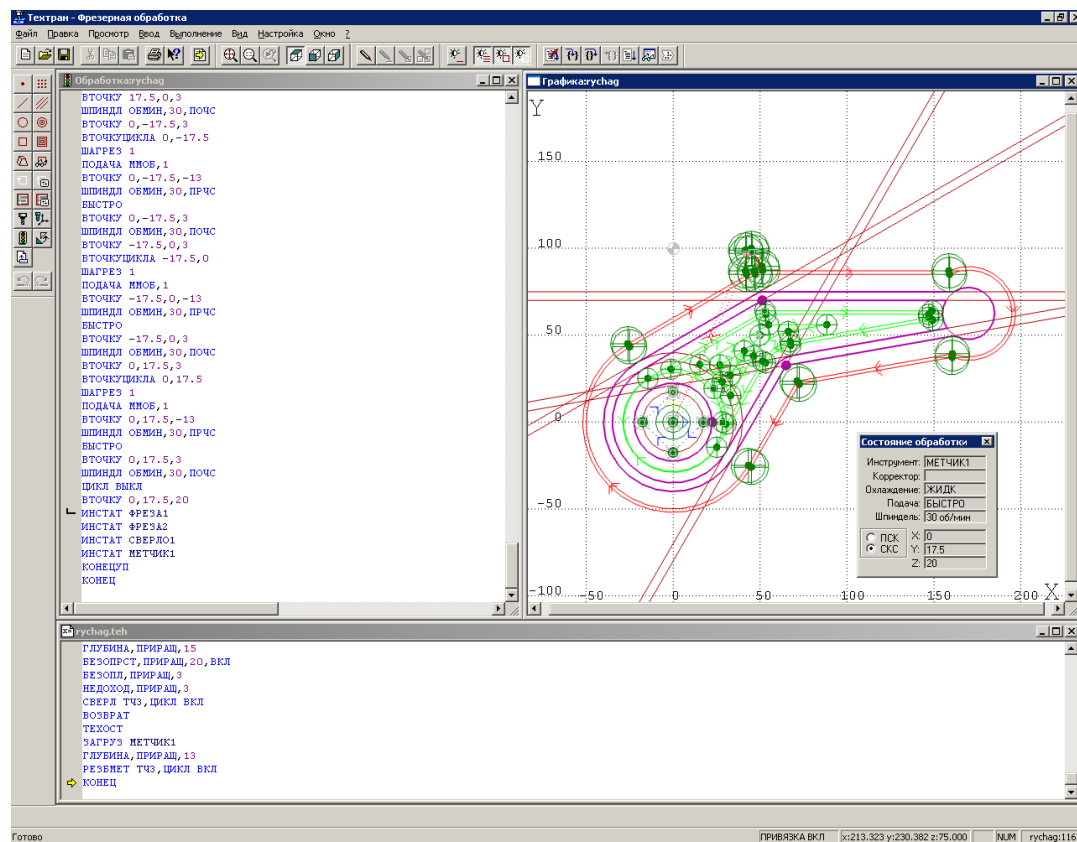 Техтран - Фрезерная обработка
Файл Правка Просмотр Ввод Выполнение Вид Настройка Окно ?
Обработка:rychag
ВТОЧКУ 17.5,0,3
ШПИНДЛ ОБМИН,30,ПОЧС
ВТОЧКУ 0,-17.5,3
ВТОЧКУЦИКЛА 0,-17.5
ШАГРЕЗ 1
ПОДАЧА ММОБ,1
ВТОЧКУ 0,-17.5,-13
ШПИНДЛ ОБМИН,30,ПРЧС
БЫСТРО
ВТОЧКУ 0,-17.5,3
ШПИНДЛ ОБМИН,30,ПОЧС
ВТОЧКУ -17.5,0,3
ВТОЧКУЦИКЛА -17.5,0
ШАГРЕЗ 1
ПОДАЧА ММОБ,1
ВТОЧКУ -17.5,0,-13
ШПИНДЛ ОБМИН,30,ПРЧС
БЫСТРО
ВТОЧКУ -17.5,0,3
ШПИНДЛ ОБМИН,30,ПОЧС
ВТОЧКУ 0,17.5,3
ВТОЧКУЦИКЛА 0,17.5
ШАГРЕЗ 1
ПОДАЧА ММОБ,1
ВТОЧКУ 0,17.5,-13
ШПИНДЛ ОБМИН,30,ПРЧС
БЫСТРО
ВТОЧКУ 0,17.5,3
ШПИНДЛ ОБМИН,30,ПОЧС
ЦИКЛ ВЫКЛ
ВТОЧКУ 0,17.5,20
ИНСТАТ ФРЕЗА1
ИНСТАТ ФРЕЗА2
ИНСТАТ СВЕРЛО1
ИНСТАТ МЕТЧИК1
КОНЕЦУП
КОНЕЦ
Графика:rychag
Y
150
100
50
0
-50
-100
-50 0 50 100 150 200 X
Состояние обработки
Инструмент: МЕТЧИК1
Корректор:
Охлаждение: ЖИДК
Подача: БЫСТРО
Шпиндель: 30 об/мин
ПСК X: 0
СКС Y: 17.5
Z: 20
rychag.teh
ГЛУБИНА,ПРИРАЩ,15
БЕЗОПРСТ,ПРИРАЩ,20,ВКЛ
БЕЗОПЛ,ПРИРАЩ,3
НЕДОХОД,ПРИРАЩ,3
СВЕРЛ ТЧЗ,ЦИКЛ ВКЛ
ВОЗВРАТ
ТЕХОСТ
ЗАГРУЗ МЕТЧИК1
ГЛУБИНА,ПРИРАЩ,13
РЕЗБМЕТ ТЧЗ,ЦИКЛ ВКЛ
КОНЕЦ
Готово ПРИВЯЗКА ВКЛ x:213.323 y:230.382 z:75.000 NUM rychag:116